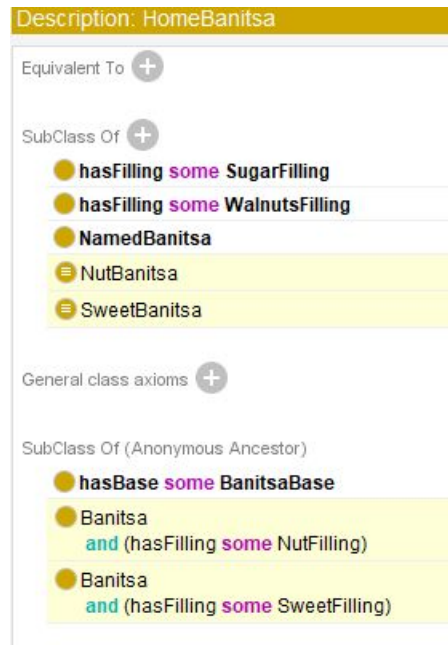 Description: HomeBanitsa
Equivalent To
SubClass Of
hasFilling some SugarFilling
hasFilling some WalnutsFilling
NamedBanitsa
NutBanitsa
SweetBanitsa
General class axioms
SubClass Of (Anonymous Ancestor)
hasBase some BanitsaBase
Banitsa
and (hasFilling some NutFilling)
Banitsa
and (hasFilling some SweetFilling)